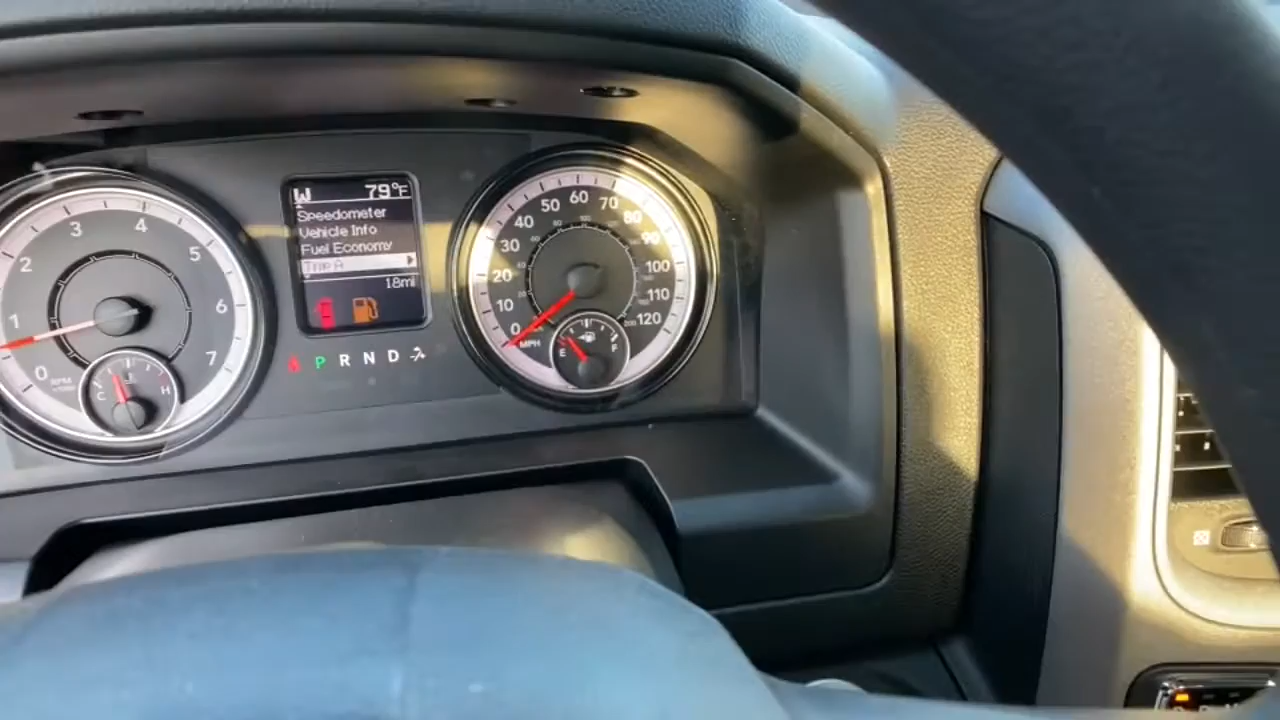 W 79°F
Speedometer
Vehicle Info
Fuel Economy
Trip A
18mi
P R N D
0 1 2 3 4 5 6 7
RPM
C H
0 10 20 30 40 50 60 70 80 90 100 110 120
MPH
E F